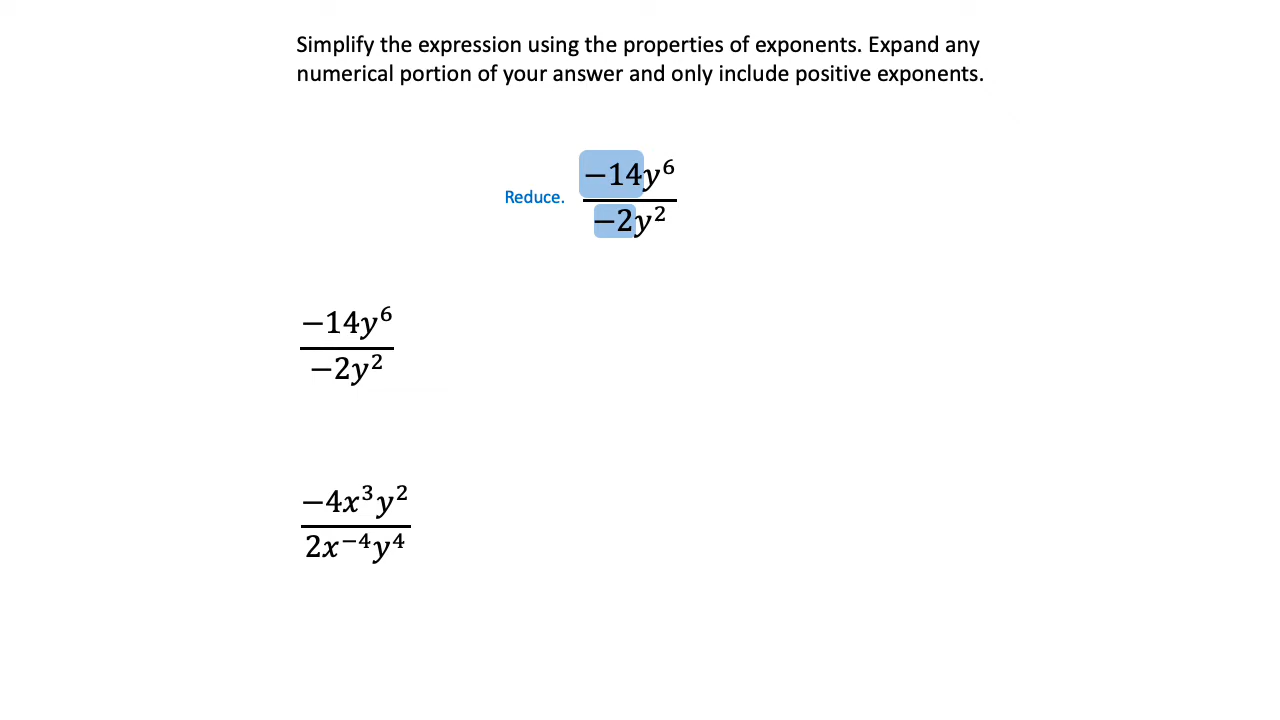 Simplify the expression using the properties of exponents. Expand any
numerical portion of your answer and only include positive exponents.
−14y⁶
Reduce.
−2y²
−14y⁶
−2y²
−4x³y²
2x⁻⁴y⁴